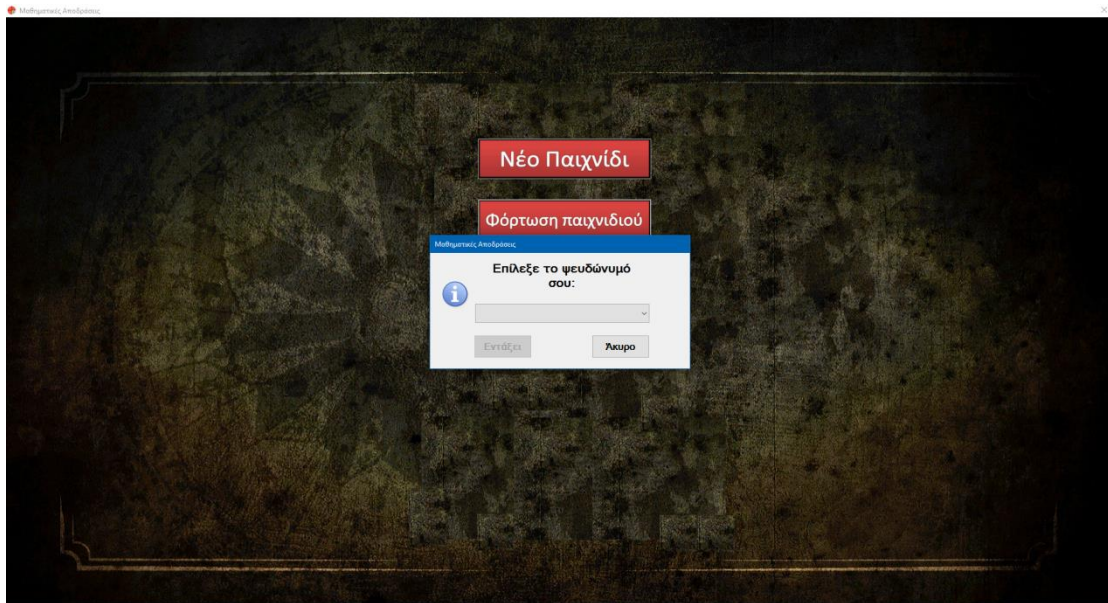 Μαθηματικές Αποδράσεις
Νέο Παιχνίδι
Φόρτωση παιχνιδιού
Μαθηματικές Αποδράσεις
Επίλεξε το ψευδώνυμό
σου:
Εντάξει
Άκυρο